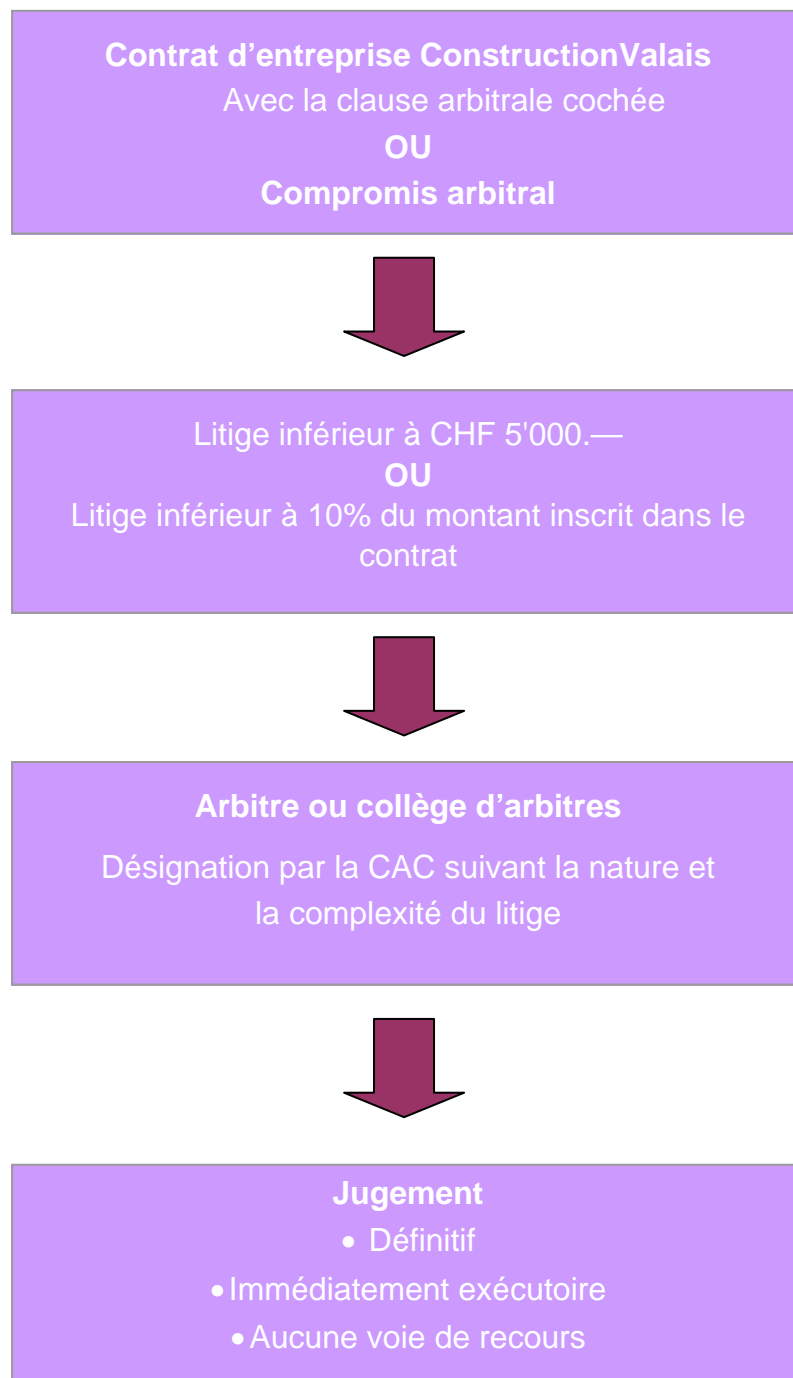 Contrat d’entreprise ConstructionValais
Avec la clause arbitrale cochée
OU
Compromis arbitral
Litige inférieur à CHF 5'000.—
OU
Litige inférieur à 10% du montant inscrit dans le
contrat
Arbitre ou collège d’arbitres
Désignation par la CAC suivant la nature et
la complexité du litige
Jugement
• Définitif
• Immédiatement exécutoire
• Aucune voie de recours